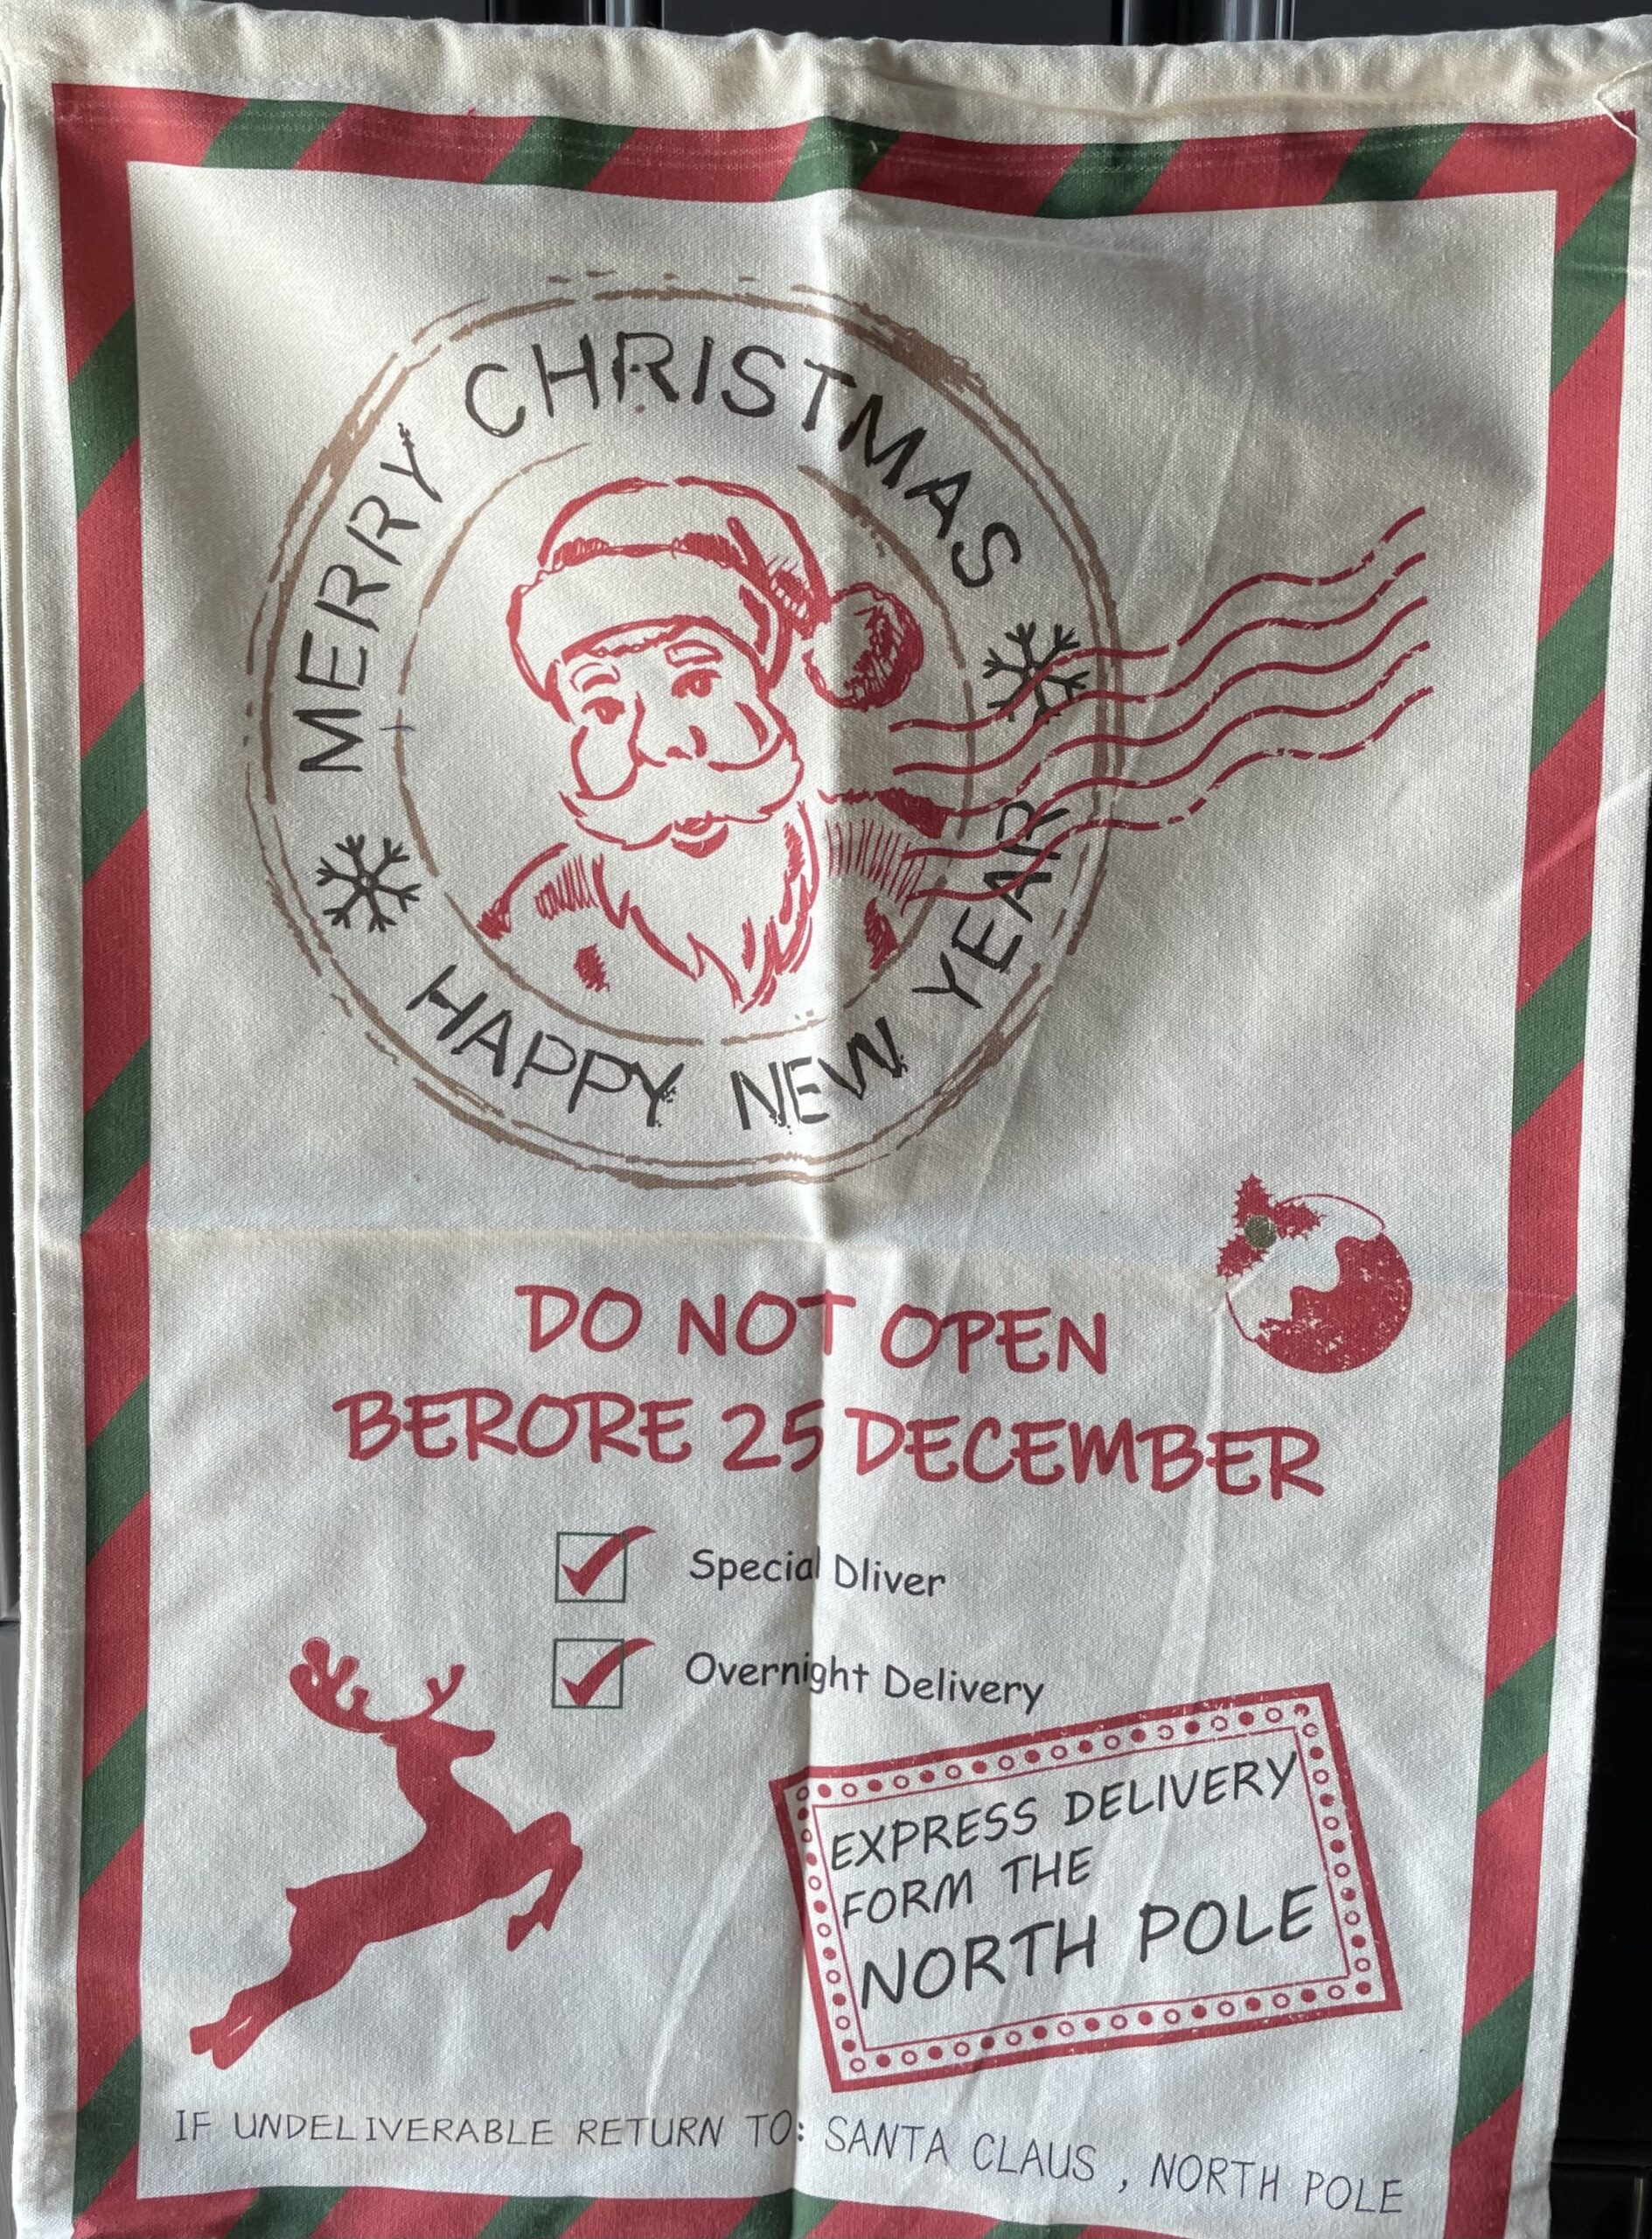 MERRY CHRISTMAS
HAPPY NEW YEAR
DO NOT OPEN
BERORE 25 DECEMBER
Special Dliver
Overnight Delivery
EXPRESS DELIVERY
FORM THE
NORTH POLE
IF UNDELIVERABLE RETURN TO: SANTA CLAUS , NORTH POLE